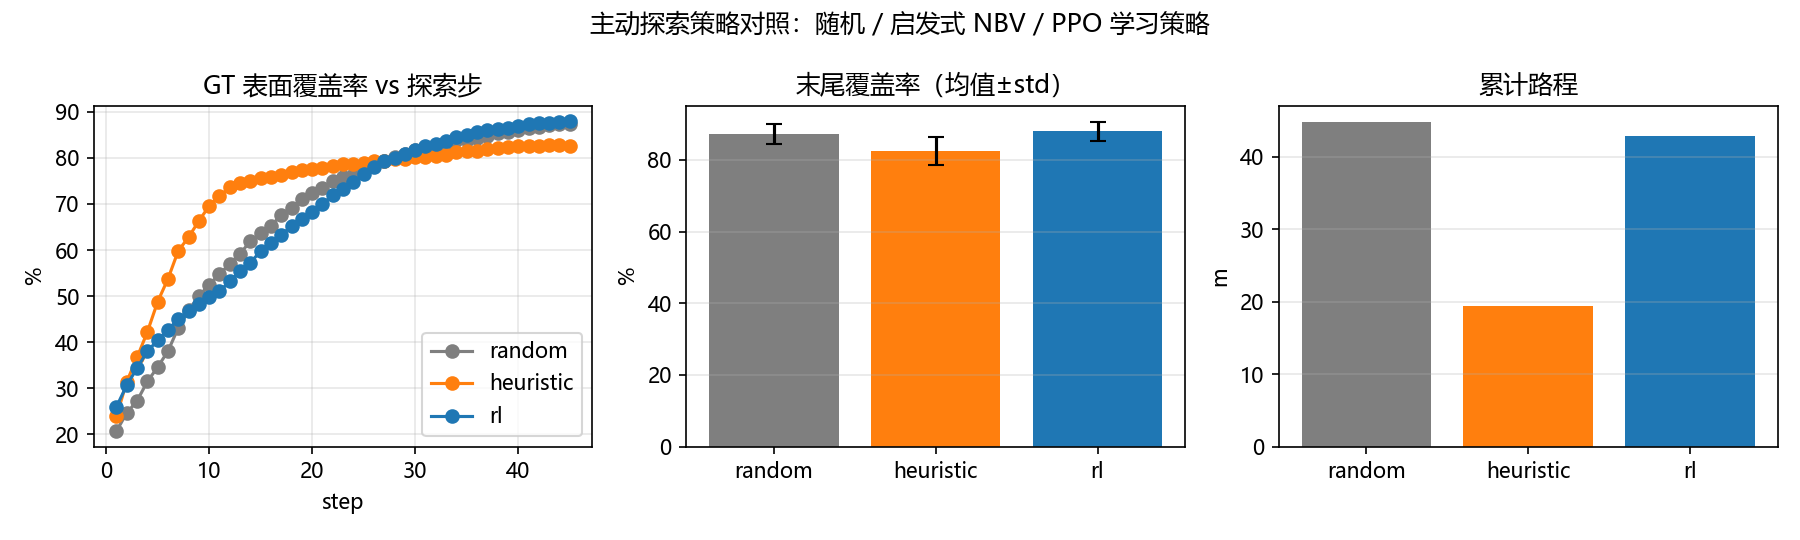 主动探索策略对照：随机 / 启发式 NBV / PPO 学习策略
GT 表面覆盖率 vs 探索步
90
80
70
60
50
40
30
20
%
0 10 20 30 40
step
random
heuristic
rl
末尾覆盖率（均值±std）
80
60
40
20
0
%
random heuristic rl
累计路程
40
30
20
10
0
m
random heuristic rl